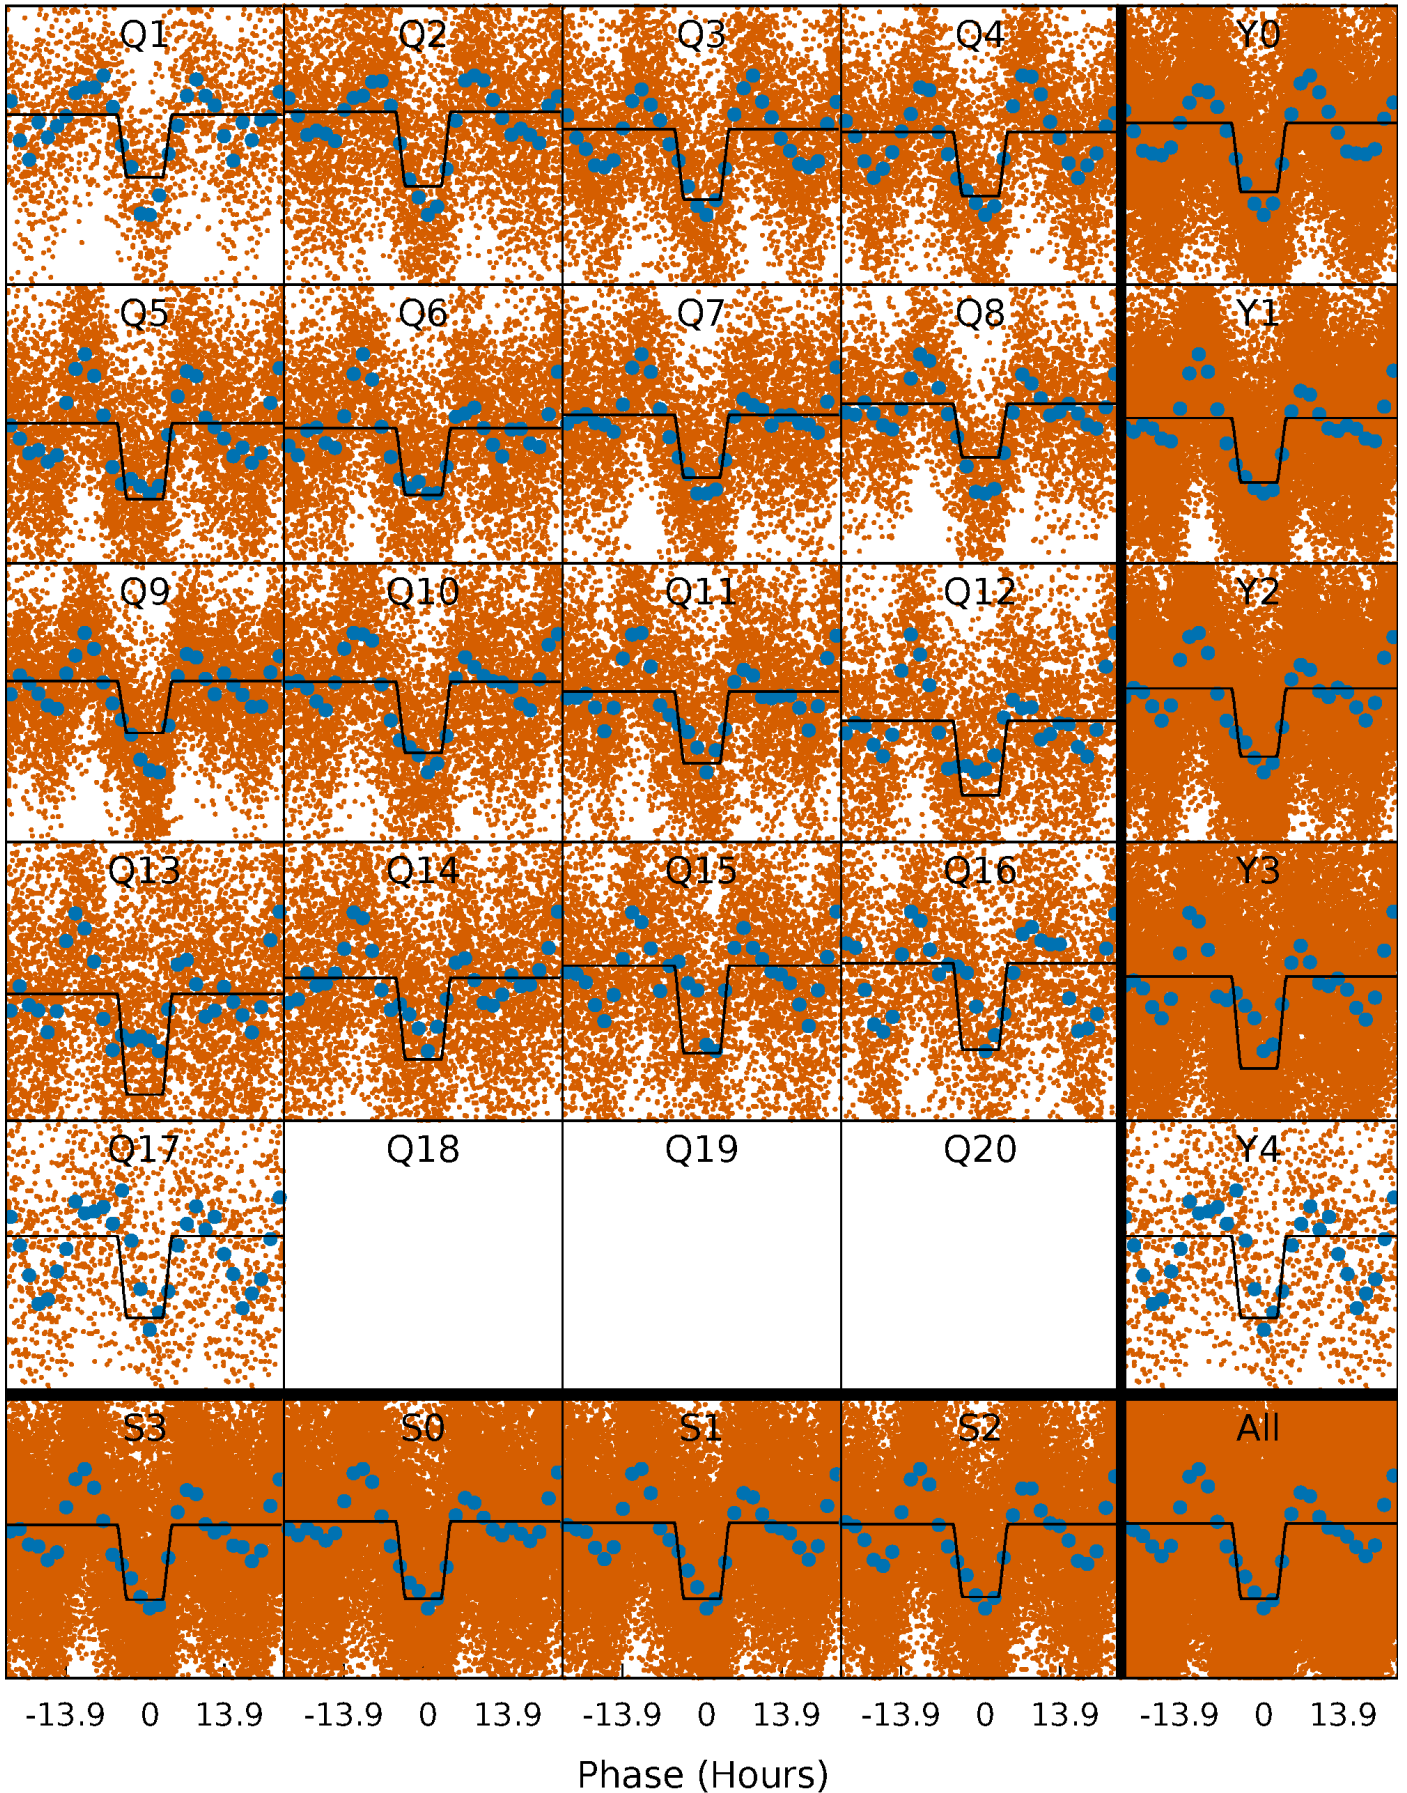 Q1 Q2 Q3 Q4 Y0
Q5 Q6 Q7 Q8 Y1
Q9 Q10 Q11 Q12 Y2
Q13 Q14 Q15 Q16 Y3
Q17 Q18 Q19 Q20 Y4
S3 S0 S1 S2 All
-13.9 0 13.9 -13.9 0 13.9 -13.9 0 13.9 -13.9 0 13.9 -13.9 0 13.9
Phase (Hours)